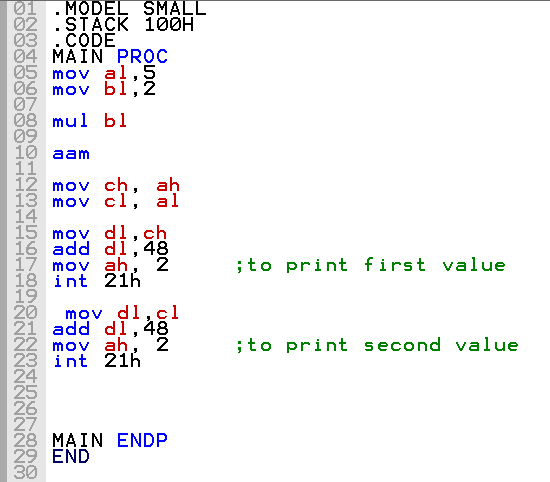 01 .MODEL SMALL
02 .STACK 100H
03 .CODE
04 MAIN PROC
05 mov al,5
06 mov bl,2
07
08 mul bl
09
10 aam
11
12 mov ch, ah
13 mov cl, al
14
15 mov dl,ch
16 add dl,48
17 mov ah, 2 ;to print first value
18 int 21h
19
20 mov dl,cl
21 add dl,48
22 mov ah, 2 ;to print second value
23 int 21h
24
25
26
27
28 MAIN ENDP
29 END
30